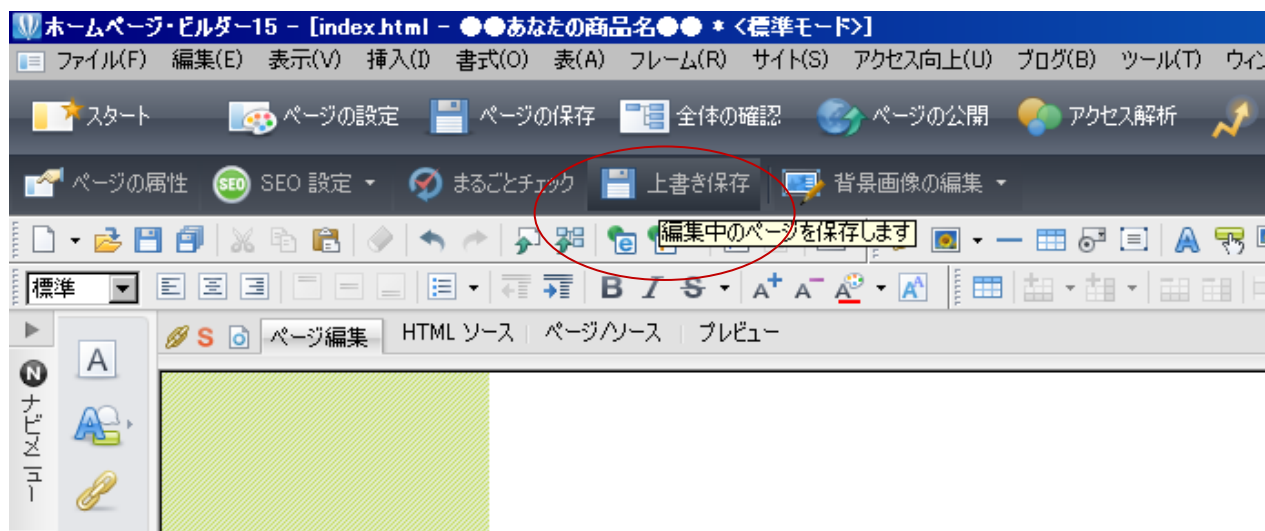 ホームページ・ビルダー15 - [index.html - ●●あなたの商品名●● * <標準モード>]
ファイル(F) 編集(E) 表示(V) 挿入(I) 書式(O) 表(A) フレーム(R) サイト(S) アクセス向上(U) ブログ(B) ツール(T) ウィン
スタート ページの設定 ページの保存 全体の確認 ページの公開 アクセス解析
ページの属性 SEO SEO 設定 まるごとチェック 上書き保存 背景画像の編集
編集中のページを保存します
標準 B I S A+ A- A A
ページ編集 HTML ソース ページ/ソース プレビュー
A
N
ナビメニュー